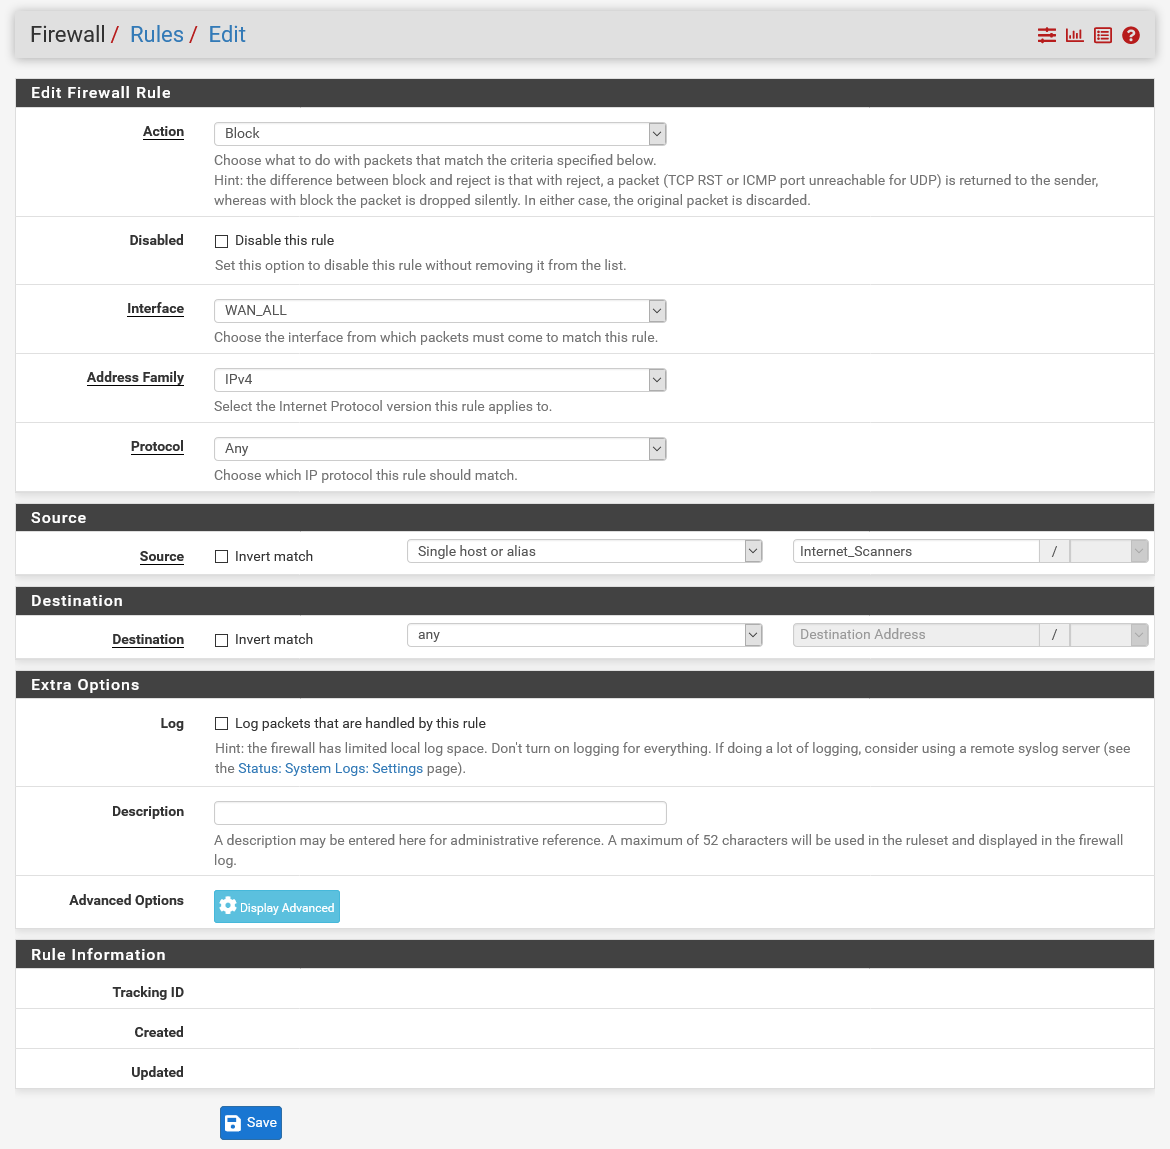 Firewall / Rules / Edit
Edit Firewall Rule
Action
Block
Choose what to do with packets that match the criteria specified below.
Hint: the difference between block and reject is that with reject, a packet (TCP RST or ICMP port unreachable for UDP) is returned to the sender,
whereas with block the packet is dropped silently. In either case, the original packet is discarded.
Disabled
Disable this rule
Set this option to disable this rule without removing it from the list.
Interface
WAN_ALL
Choose the interface from which packets must come to match this rule.
Address Family
IPv4
Select the Internet Protocol version this rule applies to.
Protocol
Any
Choose which IP protocol this rule should match.
Source
Source Invert match Single host or alias Internet_Scanners /
Destination
Destination Invert match any Destination Address /
Extra Options
Log
Log packets that are handled by this rule
Hint: the firewall has limited local log space. Don't turn on logging for everything. If doing a lot of logging, consider using a remote syslog server (see
the Status: System Logs: Settings page).
Description
A description may be entered here for administrative reference. A maximum of 52 characters will be used in the ruleset and displayed in the firewall
log.
Advanced Options
Display Advanced
Rule Information
Tracking ID
Created
Updated
Save